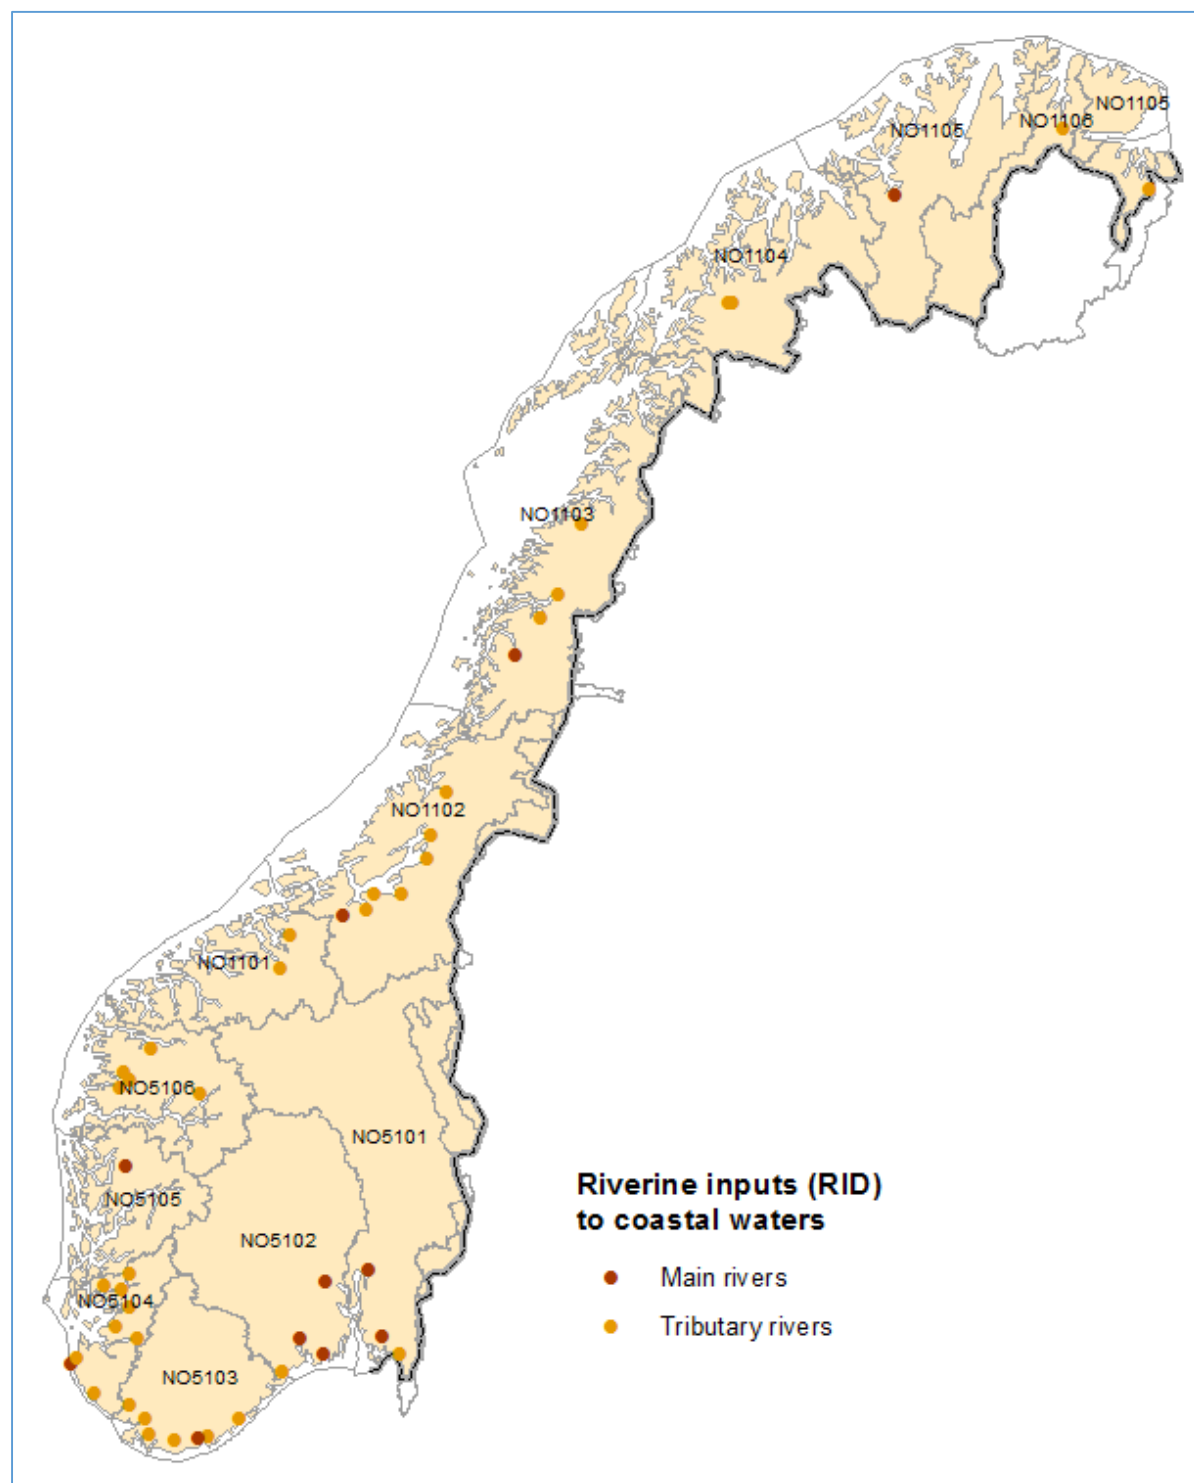 NO1105
NO1106
NO1105
NO1104
NO1103
NO1102
NO1101
NO5106
NO5101
Riverine inputs (RID)
to coastal waters
NO5105
NO5102
Main rivers
NO5104
Tributary rivers
NO5103